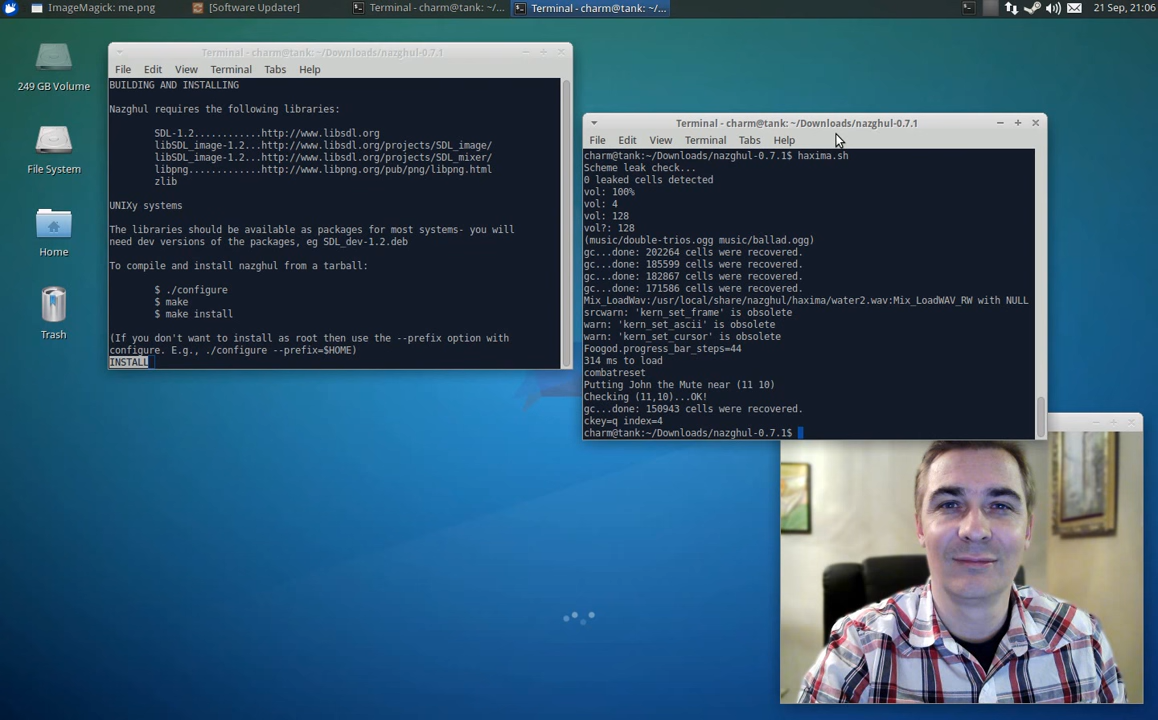 ImageMagick: me.png
[Software Updater]
Terminal - charm@tank: ~/...
Terminal - charm@tank: ~/...
21 Sep, 21:06
249 GB Volume
File System
Home
Trash
Terminal - charm@tank: ~/Downloads/nazghul-0.7.1
File Edit View Terminal Tabs Help
BUILDING AND INSTALLING
Nazghul requires the following libraries:
SDL-1.2............http://www.libsdl.org
libSDL_image-1.2...http://www.libsdl.org/projects/SDL_image/
libSDL_image-1.2...http://www.libsdl.org/projects/SDL_mixer/
libpng.............http://www.libpng.org/pub/png/libpng.html
zlib
UNIXy systems
The libraries should be available as packages for most systems- you will
need dev versions of the packages, eg SDL_dev-1.2.deb
To compile and install nazghul from a tarball:
$ ./configure
$ make
$ make install
(If you don't want to install as root then use the --prefix option with
configure. E.g., ./configure --prefix=$HOME)
INSTALL
Terminal - charm@tank: ~/Downloads/nazghul-0.7.1
File Edit View Terminal Tabs Help
charm@tank:~/Downloads/nazghul-0.7.1$ haxima.sh
Scheme leak check...
0 leaked cells detected
vol: 100%
vol: 4
vol: 128
vol?: 128
(music/double-trios.ogg music/ballad.ogg)
gc...done: 202264 cells were recovered.
gc...done: 185599 cells were recovered.
gc...done: 182867 cells were recovered.
gc...done: 171586 cells were recovered.
Mix_LoadWav:/usr/local/share/nazghul/haxima/water2.wav:Mix_LoadWAV_RW with NULL
srcwarn: 'kern_set_frame' is obsolete
warn: 'kern_set_ascii' is obsolete
warn: 'kern_set_cursor' is obsolete
Foogod.progress_bar_steps=44
314 ms to load
combatreset
Putting John the Mute near (11 10)
Checking (11,10)...OK!
gc...done: 150943 cells were recovered.
ckey=q index=4
charm@tank:~/Downloads/nazghul-0.7.1$